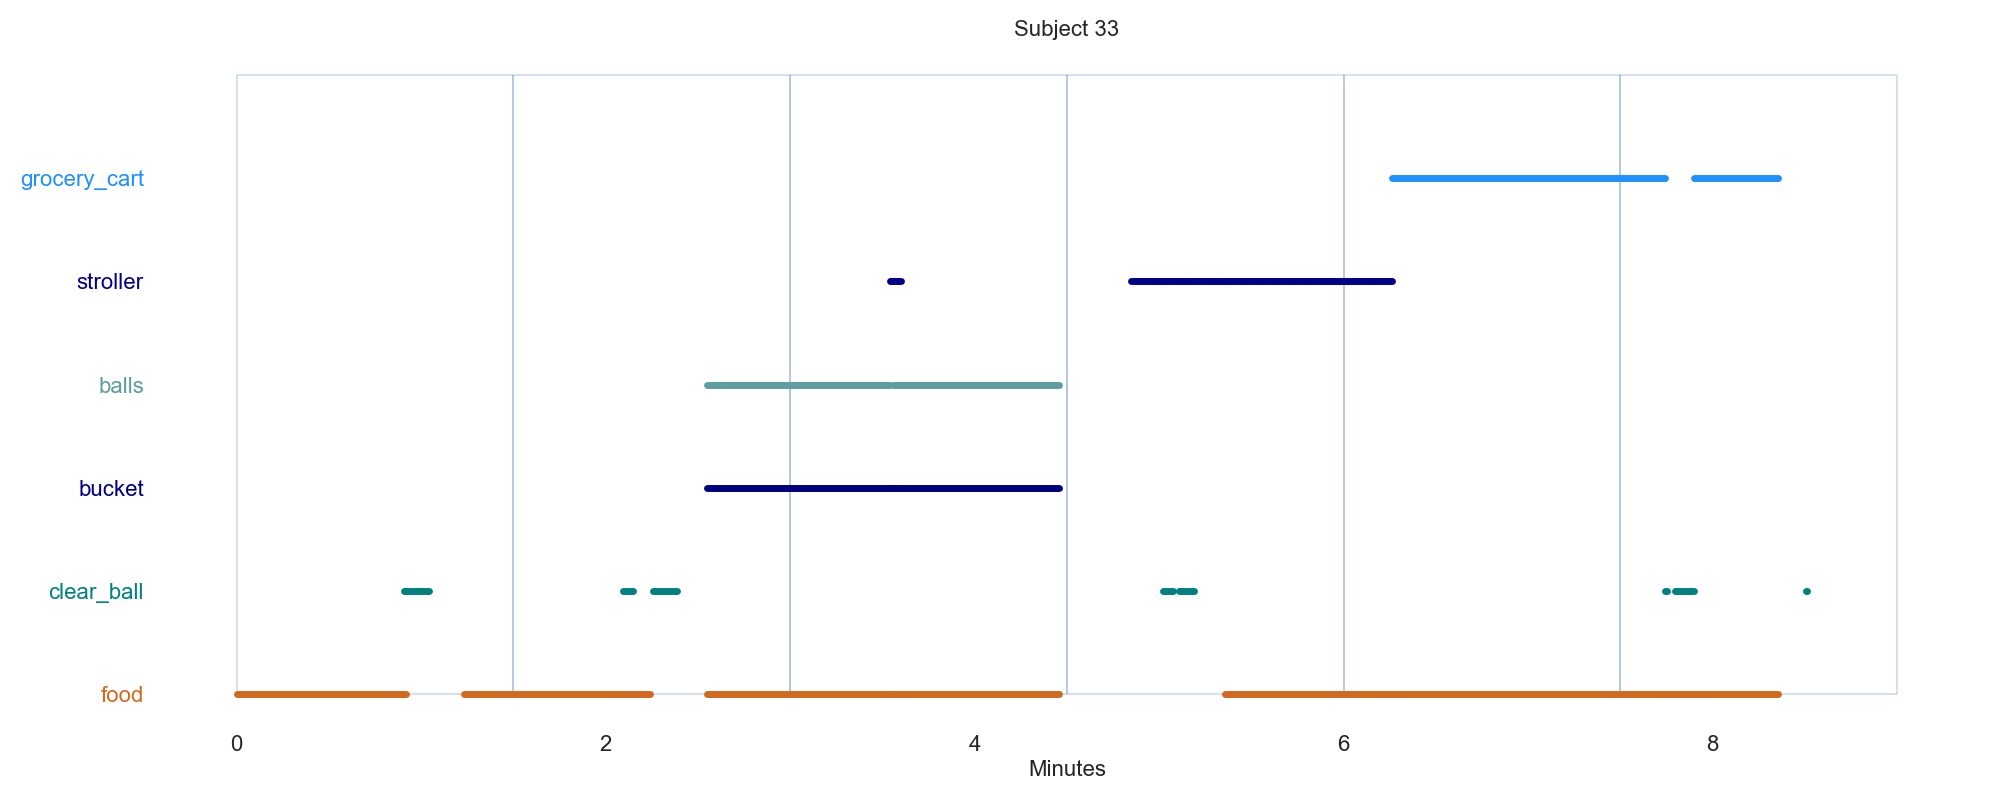 Subject 33
grocery_cart
stroller
balls
bucket
clear_ball
food
0 2 4 6 8
Minutes